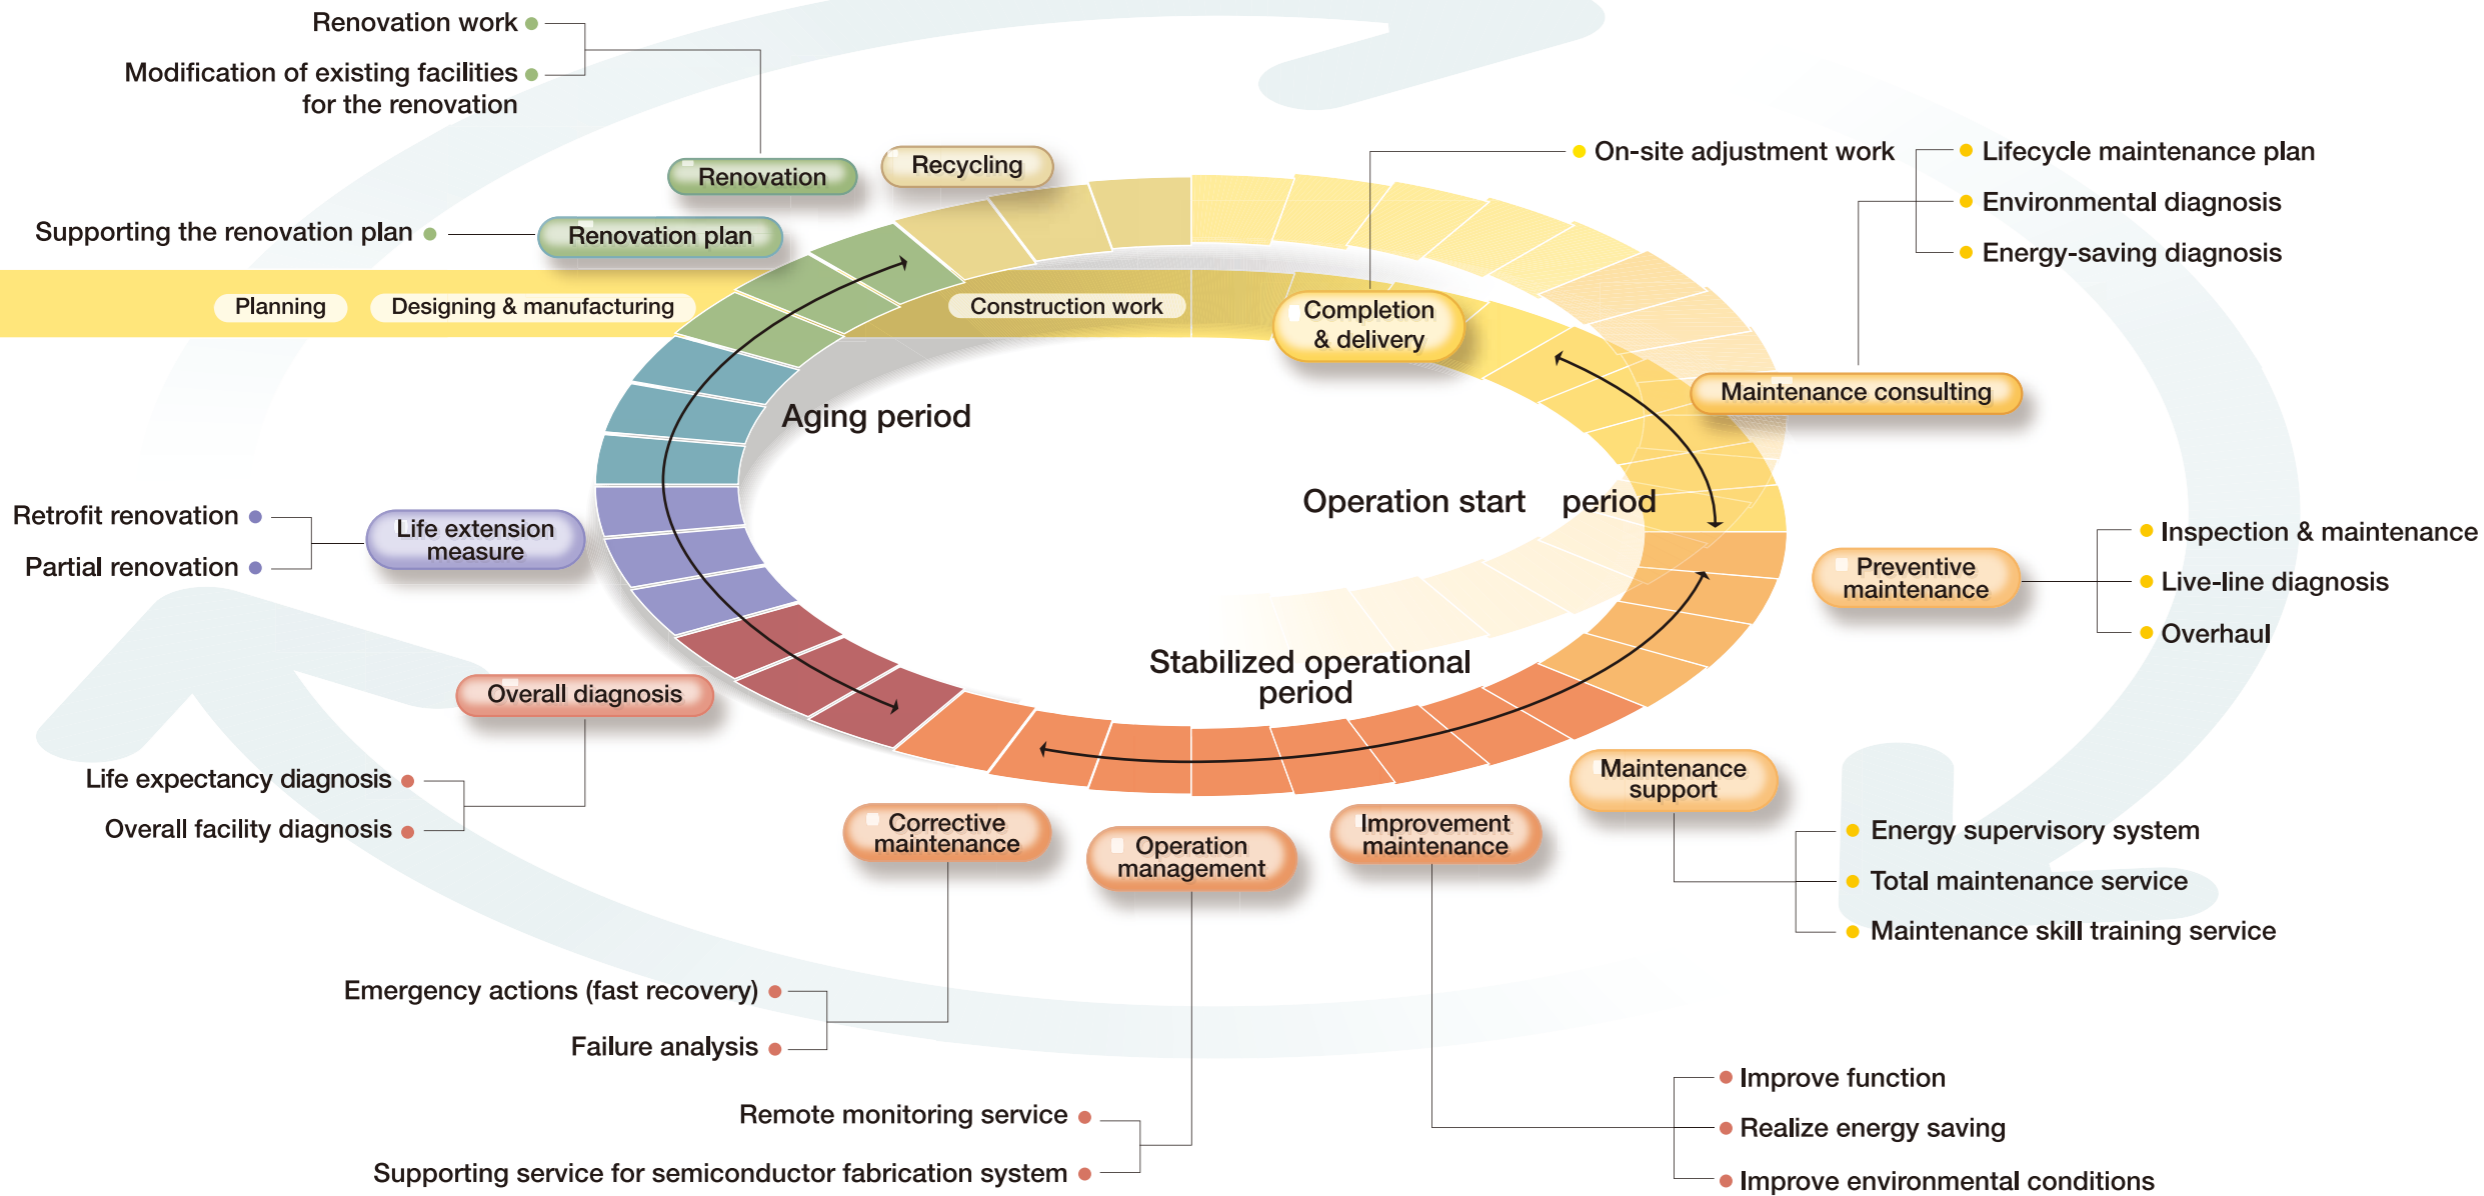 Renovation work
Modification of existing facilities
for the renovation
Renovation
Recycling
On-site adjustment work
Lifecycle maintenance plan
Environmental diagnosis
Energy-saving diagnosis
Supporting the renovation plan
Renovation plan
Planning
Designing & manufacturing
Construction work
Completion
& delivery
Maintenance consulting
Aging period
Operation start period
Retrofit renovation
Partial renovation
Life extension
measure
Preventive
maintenance
Inspection & maintenance
Live-line diagnosis
Overhaul
Stabilized operational
period
Overall diagnosis
Life expectancy diagnosis
Overall facility diagnosis
Corrective
maintenance
Operation
management
Improvement
maintenance
Maintenance
support
Energy supervisory system
Total maintenance service
Maintenance skill training service
Emergency actions (fast recovery)
Failure analysis
Remote monitoring service
Supporting service for semiconductor fabrication system
Improve function
Realize energy saving
Improve environmental conditions